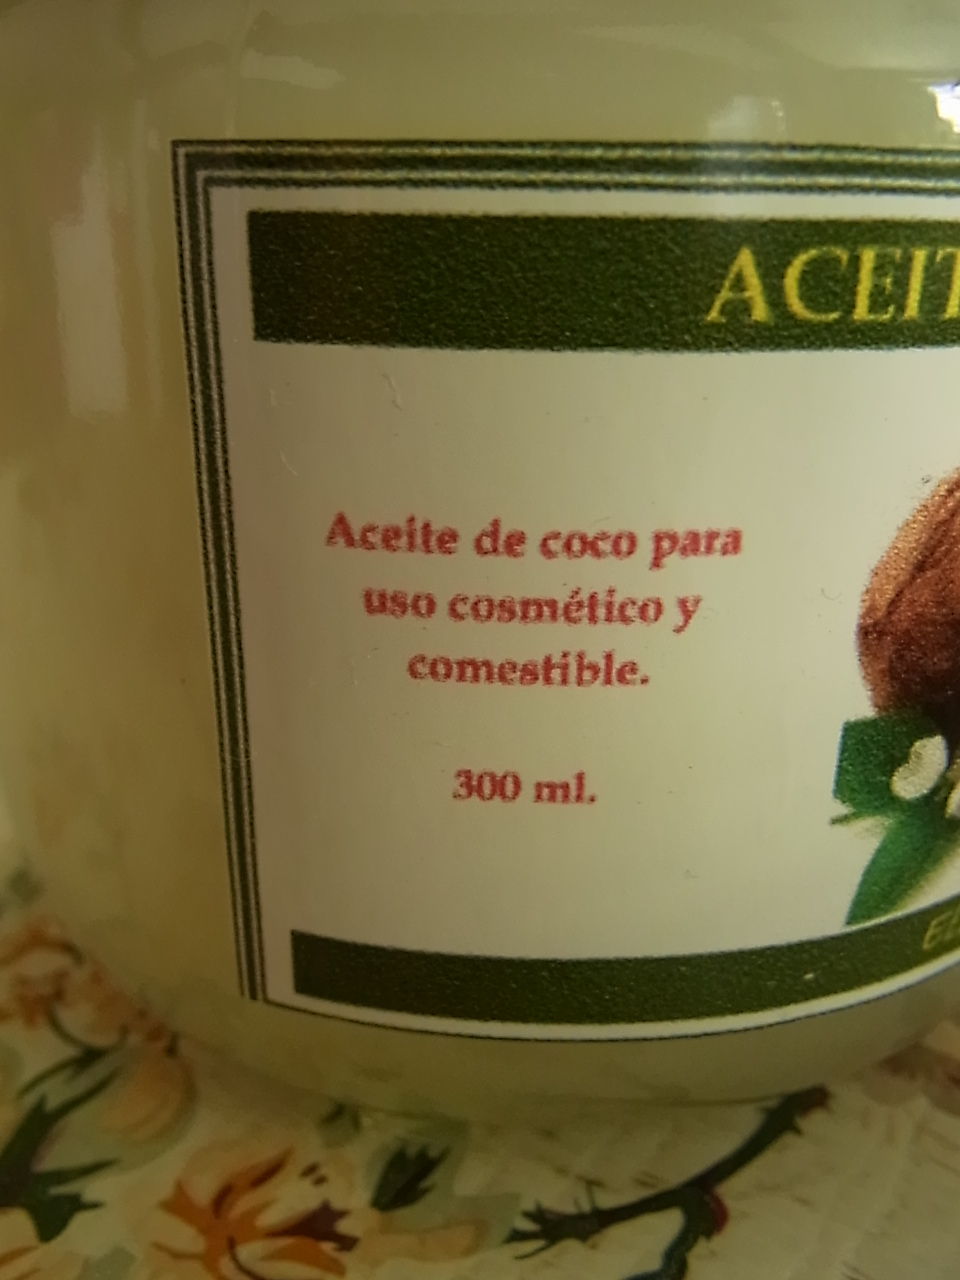 ACEIT
Aceite de coco para
uso cosmético y
comestible.
300 ml.